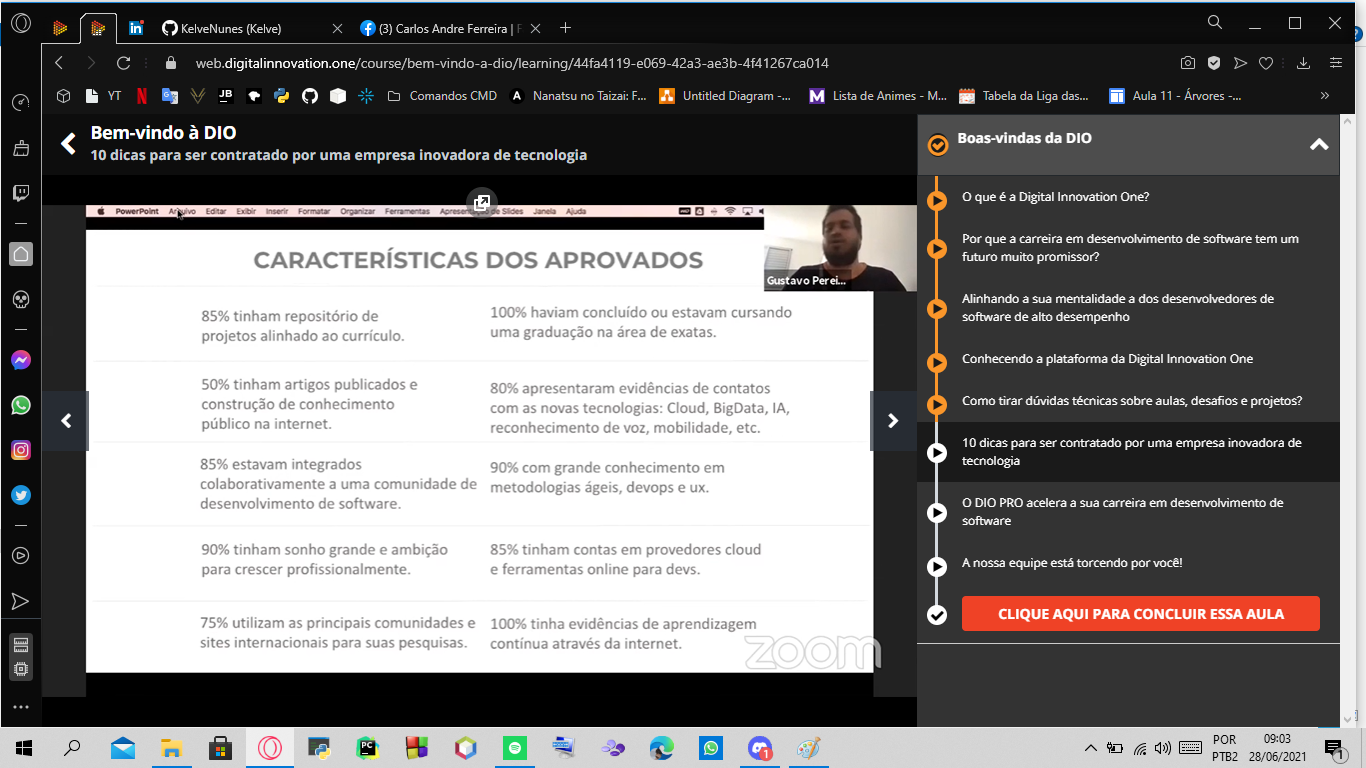 KelveNunes (Kelve)
(3) Carlos Andre Ferreira | F
web.digitalinnovation.one/course/bem-vindo-a-dio/learning/44fa4119-e069-42a3-ae3b-4f41267ca014
YT
JB
Comandos CMD
Nanatsu no Taizai: F...
Untitled Diagram -...
Lista de Animes - M...
Tabela da Liga das...
Aula 11 - Árvores -...
Bem-vindo à DIO
10 dicas para ser contratado por uma empresa inovadora de tecnologia
PowerPoint Arquivo Editar Exibir Inserir Formatar Organizar Ferramentas Apresentação de Slides Janela Ajuda
Gustavo Perei...
CARACTERÍSTICAS DOS APROVADOS
85% tinham repositório de
projetos alinhado ao currículo.
100% haviam concluído ou estavam cursando
uma graduação na área de exatas.
50% tinham artigos publicados e
construção de conhecimento
público na internet.
80% apresentaram evidências de contatos
com as novas tecnologias: Cloud, BigData, IA,
reconhecimento de voz, mobilidade, etc.
85% estavam integrados
colaborativamente a uma comunidade de
desenvolvimento de software.
90% com grande conhecimento em
metodologias ágeis, devops e ux.
90% tinham sonho grande e ambição
para crescer profissionalmente.
85% tinham contas em provedores cloud
e ferramentas online para devs.
75% utilizam as principais comunidades e
sites internacionais para suas pesquisas.
100% tinha evidências de aprendizagem
contínua através da internet.
zoom
Boas-vindas da DIO
O que é a Digital Innovation One?
Por que a carreira em desenvolvimento de software tem um
futuro muito promissor?
Alinhando a sua mentalidade a dos desenvolvedores de
software de alto desempenho
Conhecendo a plataforma da Digital Innovation One
Como tirar dúvidas técnicas sobre aulas, desafios e projetos?
10 dicas para ser contratado por uma empresa inovadora de
tecnologia
O DIO PRO acelera a sua carreira em desenvolvimento de
software
A nossa equipe está torcendo por você!
CLIQUE AQUI PARA CONCLUIR ESSA AULA
POR
PTB2
09:03
28/06/2021